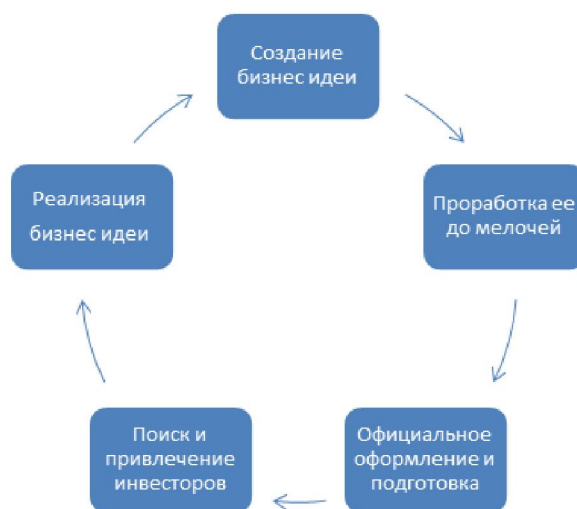 Создание
бизнес идеи
Проработка ее
до мелочей
Официальное
оформление и
подготовка
Поиск и
привлечение
инвесторов
Реализация
бизнес идеи